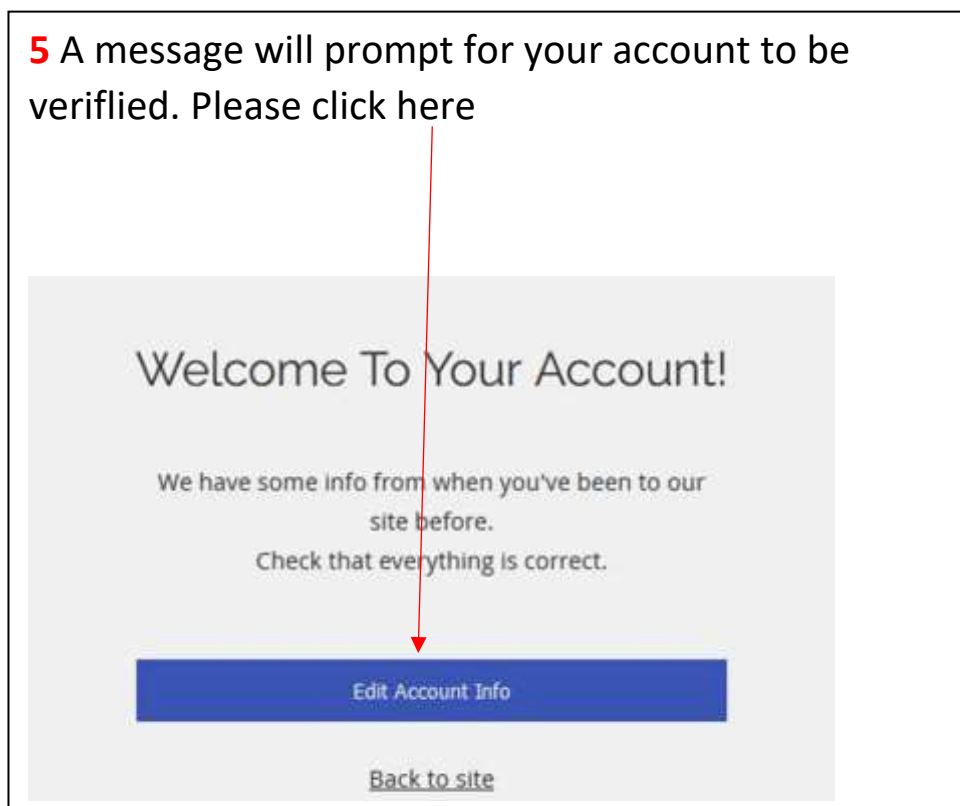 5 A message will prompt for your account to be
veriflied. Please click here
Welcome To Your Account!
We have some info from when you've been to our
site before.
Check that everything is correct.
Edit Account Info
Back to site